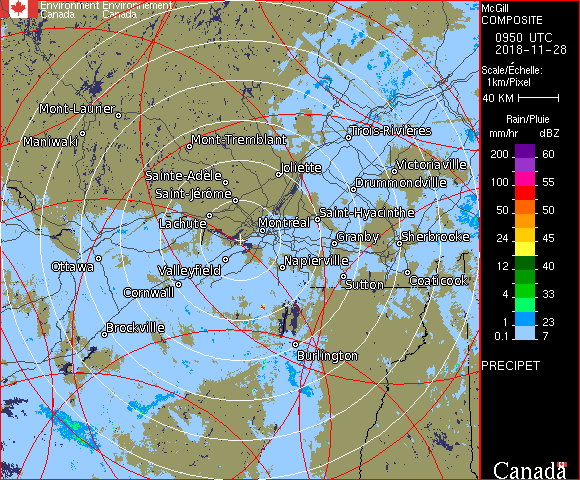 Environment Environnement
Canada Canada
McGill
COMPOSITE
0950 UTC
2018-11-28
Scale/Échelle:
1km/Pixel
40 KM
Rain/Pluie
mm/hr dBZ
200 60
100 55
50 50
24 45
12 40
4 33
1 23
0.1 7
PRECIPET
Canada
Mont-Laurier
Maniwaki
Mont-Tremblant
Trois-Rivières
Sainte-Adèle
Joliette
Victoriaville
Saint-Jérôme
Drummondville
Lachute
Montréal
Saint-Hyacinthe
Granby
Sherbrooke
Ottawa
Valleyfield
Napierville
Cornwall
Sutton
Coaticook
Brockville
Burlington